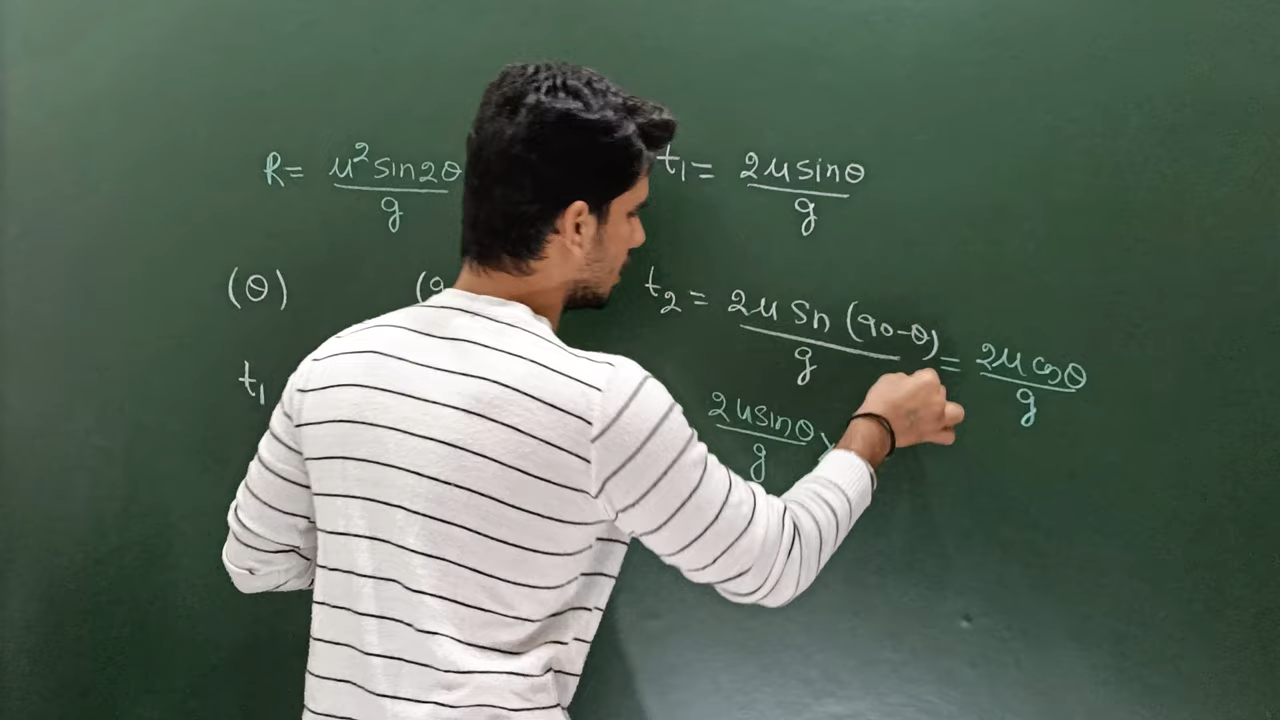 R = u²sin2θ / g
t₁ = 2usinθ / g
(θ) (9
t₂ = 2u Sn (90-θ) / g = 2u cosθ / g
t₁
2usinθ / g ×